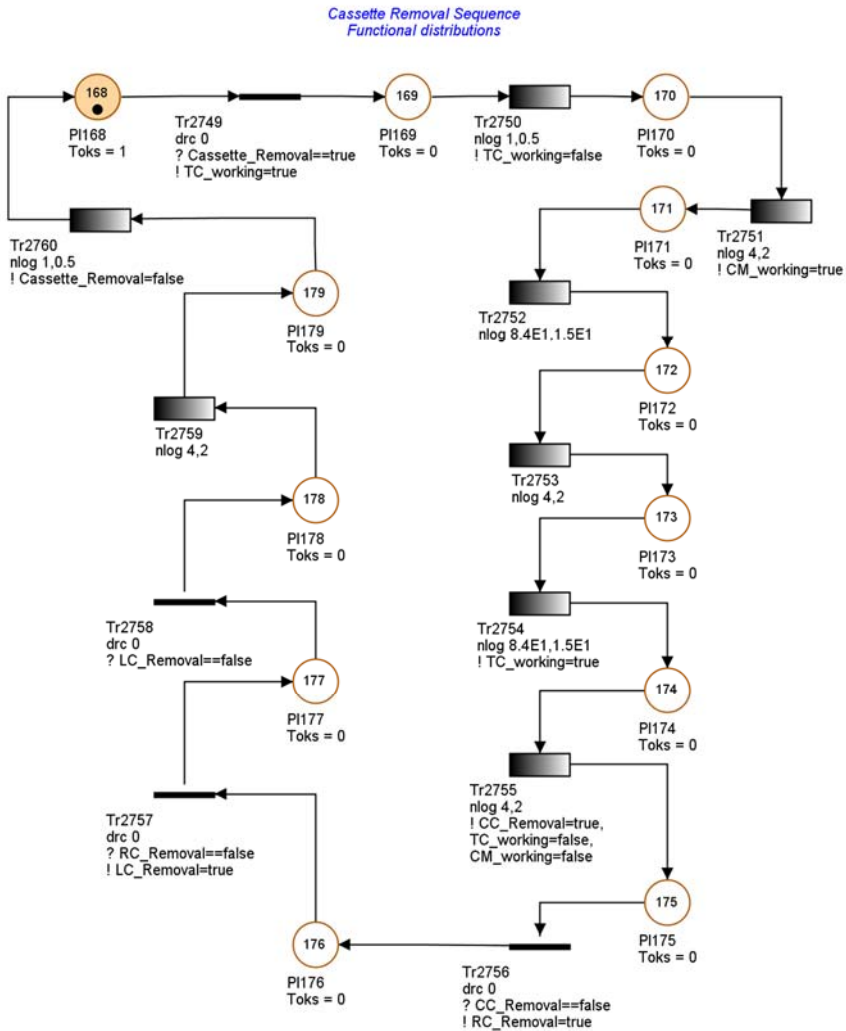 Cassette Removal Sequence
Functional distributions
168
Pl168
Toks = 1
Tr2749
drc 0
? Cassette_Removal==true
! TC_working=true
169
Pl169
Toks = 0
Tr2750
nlog 1,0.5
! TC_working=false
170
Pl170
Toks = 0
Tr2751
nlog 4,2
! CM_working=true
171
Pl171
Toks = 0
Tr2752
nlog 8.4E1,1.5E1
172
Pl172
Toks = 0
Tr2753
nlog 4,2
173
Pl173
Toks = 0
Tr2754
nlog 8.4E1,1.5E1
! TC_working=true
174
Pl174
Toks = 0
Tr2755
nlog 4,2
! CC_Removal=true,
TC_working=false,
CM_working=false
175
Pl175
Toks = 0
Tr2756
drc 0
? CC_Removal==false
! RC_Removal=true
176
Pl176
Toks = 0
Tr2757
drc 0
? RC_Removal==false
! LC_Removal=true
177
Pl177
Toks = 0
Tr2758
drc 0
? LC_Removal==false
178
Pl178
Toks = 0
Tr2759
nlog 4,2
179
Pl179
Toks = 0
Tr2760
nlog 1,0.5
! Cassette_Removal=false